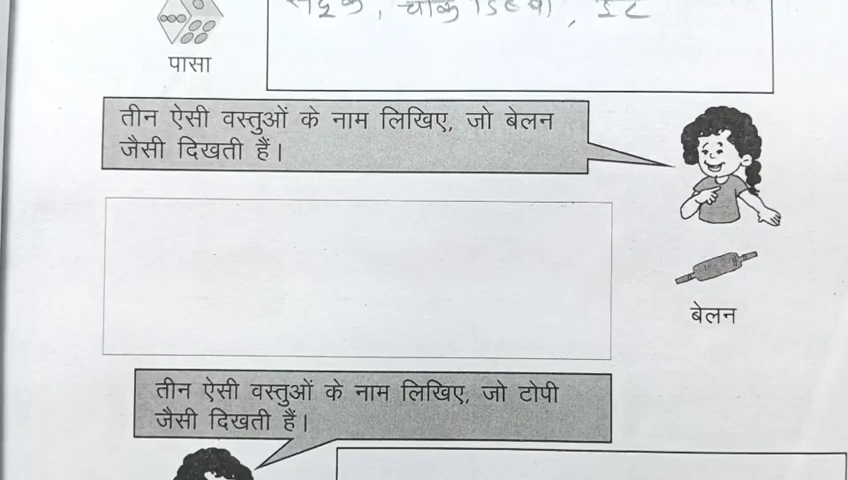 संदूक, चॉक डिब्बा, ईंट
पासा
तीन ऐसी वस्तुओं के नाम लिखिए, जो बेलन
जैसी दिखती हैं।
बेलन
तीन ऐसी वस्तुओं के नाम लिखिए, जो टोपी
जैसी दिखती हैं।